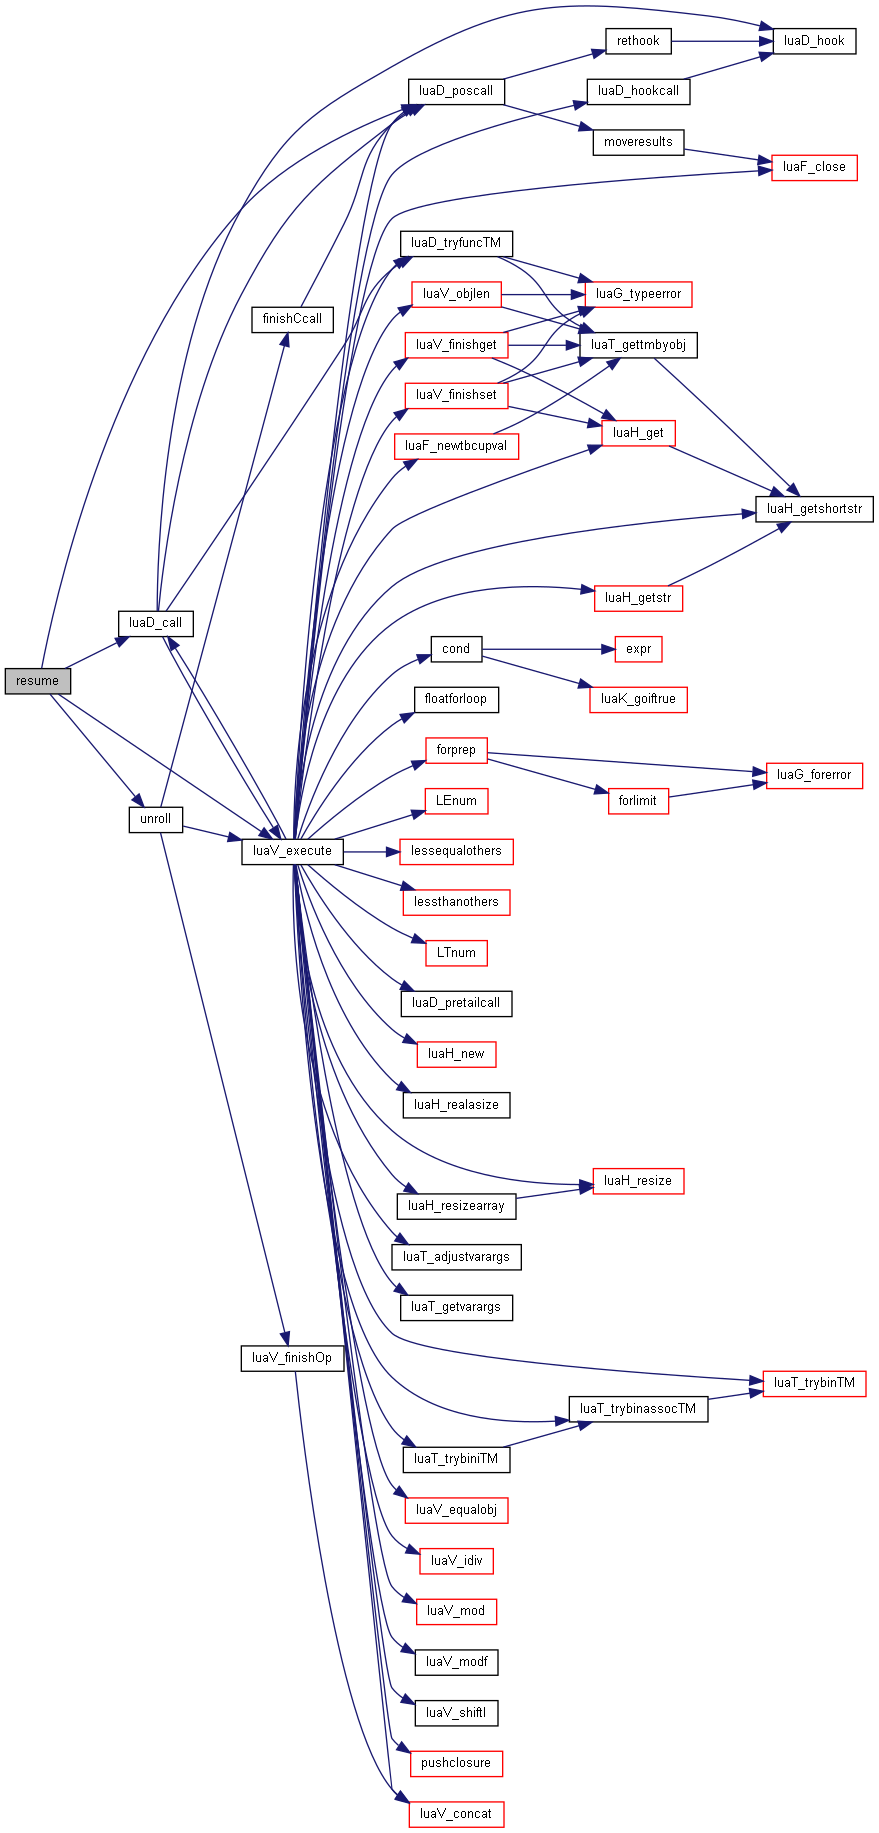 rethook
luaD_hook
luaD_poscall
luaD_hookcall
moveresults
luaF_close
luaD_tryfuncTM
luaV_objlen
luaG_typeerror
finishCcall
luaV_finishget
luaT_gettmbyobj
luaV_finishset
luaF_newtbcupval
luaH_get
luaH_getshortstr
luaH_getstr
luaD_call
cond
expr
resume
floatforloop
luaK_goiftrue
forprep
luaG_forerror
LEnum
forlimit
unroll
luaV_execute
lessequalothers
lessthanothers
LTnum
luaD_pretailcall
luaH_new
luaH_realasize
luaH_resize
luaH_resizearray
luaT_adjustvarargs
luaT_getvarargs
luaV_finishOp
luaT_trybinTM
luaT_trybinassocTM
luaT_trybiniTM
luaV_equalobj
luaV_idiv
luaV_mod
luaV_modf
luaV_shiftl
pushclosure
luaV_concat